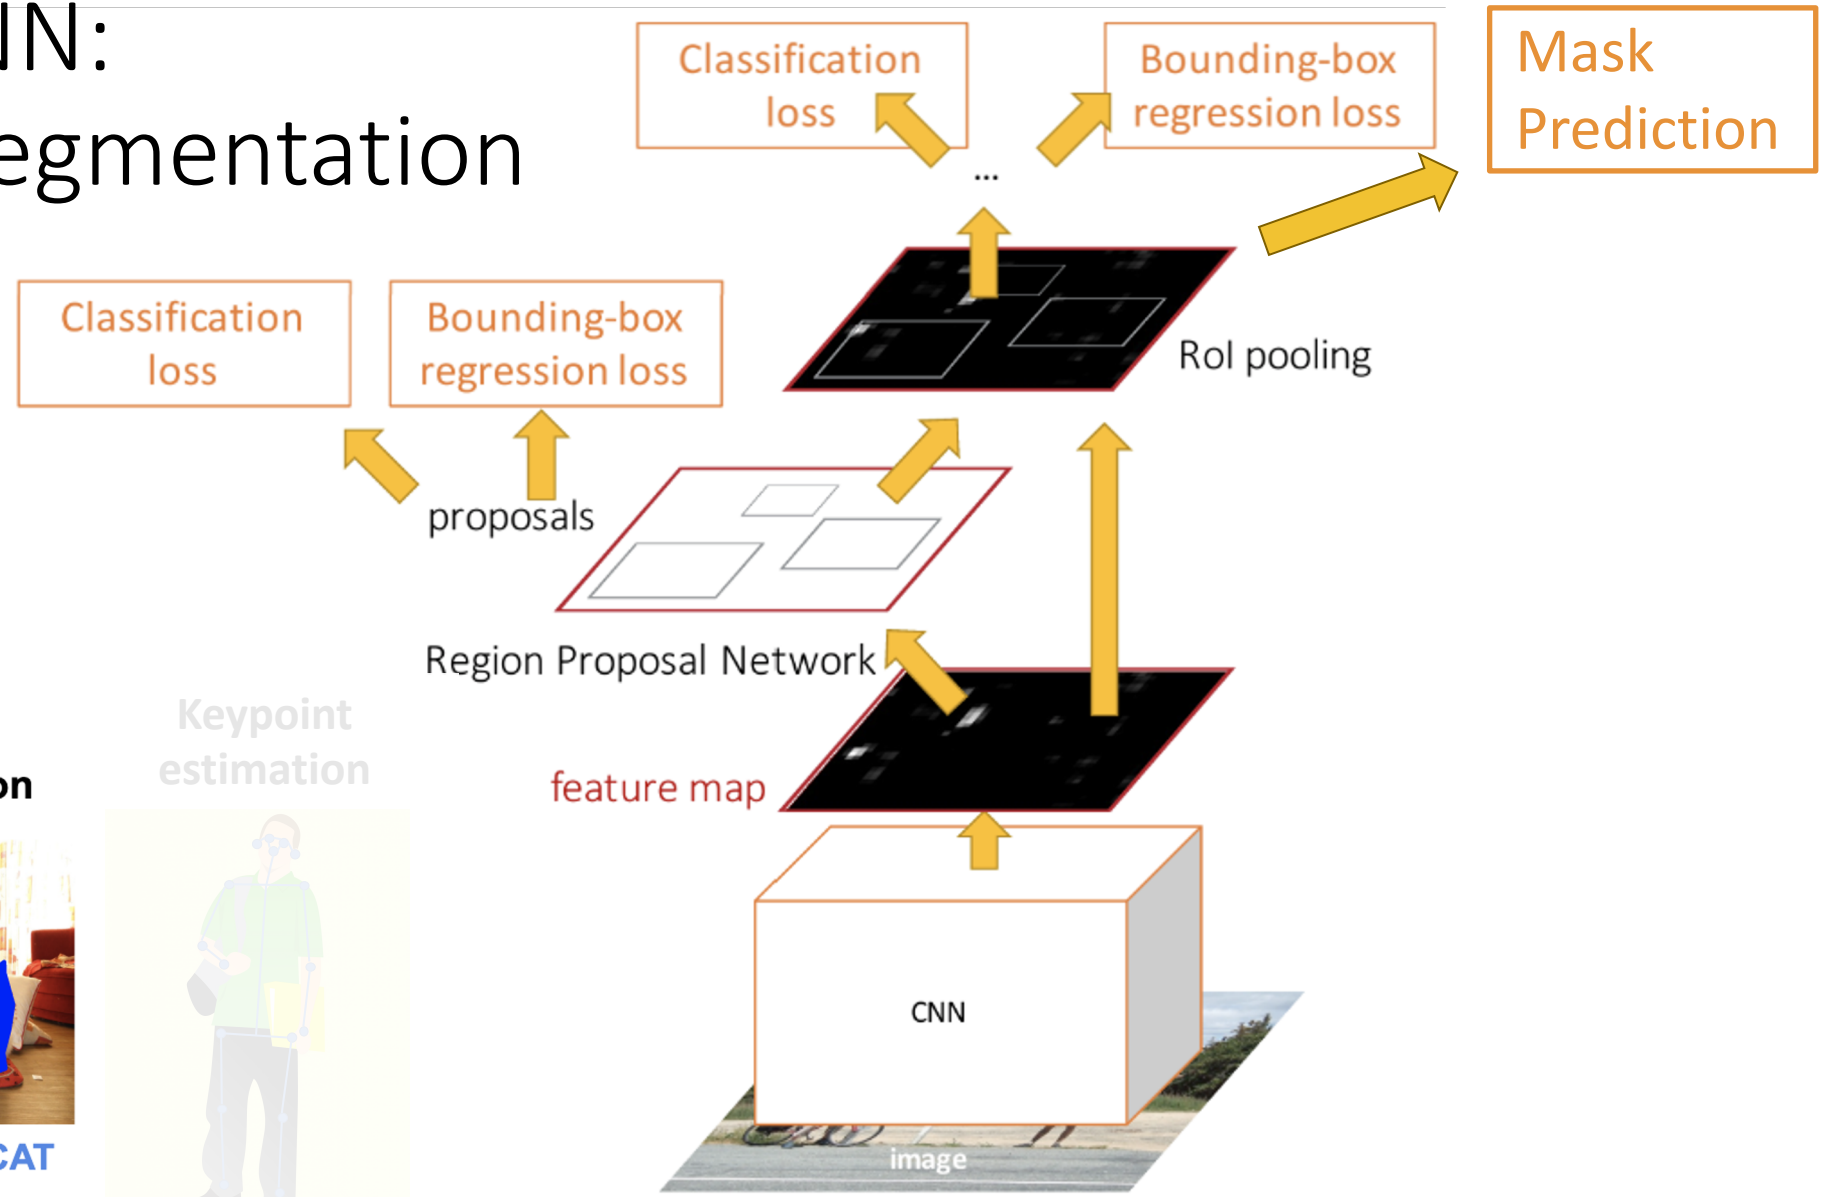 NN:
egmentation
Classification
loss
Bounding-box
regression loss
Mask
Prediction
...
Classification
loss
Bounding-box
regression loss
RoI pooling
proposals
Region Proposal Network
Keypoint
estimation
feature map
on
CNN
CAT
image